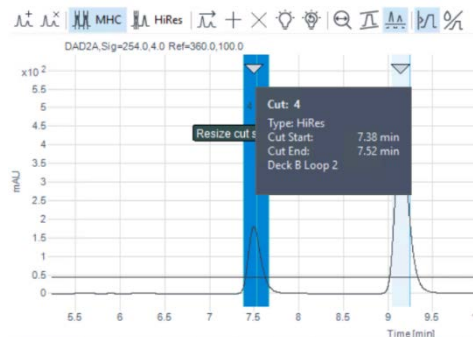 MHC HiRes
DAD2A,Sig=254.0,4.0 Ref=360.0,100.0
x10 2
5.5
5
4.5
4
3.5
3
2.5
2
1.5
1
0.5
0
mAU
4
Resize cut s
Cut: 4
Type: HiRes
Cut Start: 7.38 min
Cut End: 7.52 min
Deck B Loop 2
5.5 6 6.5 7 7.5 8 8.5 9 9.5
Time [min]